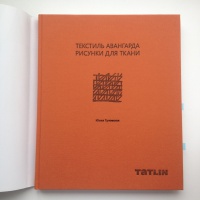 ТЕКСТИЛЬ АВАНГАРДА
РИСУНКИ ДЛЯ ТКАНИ
TATLIN